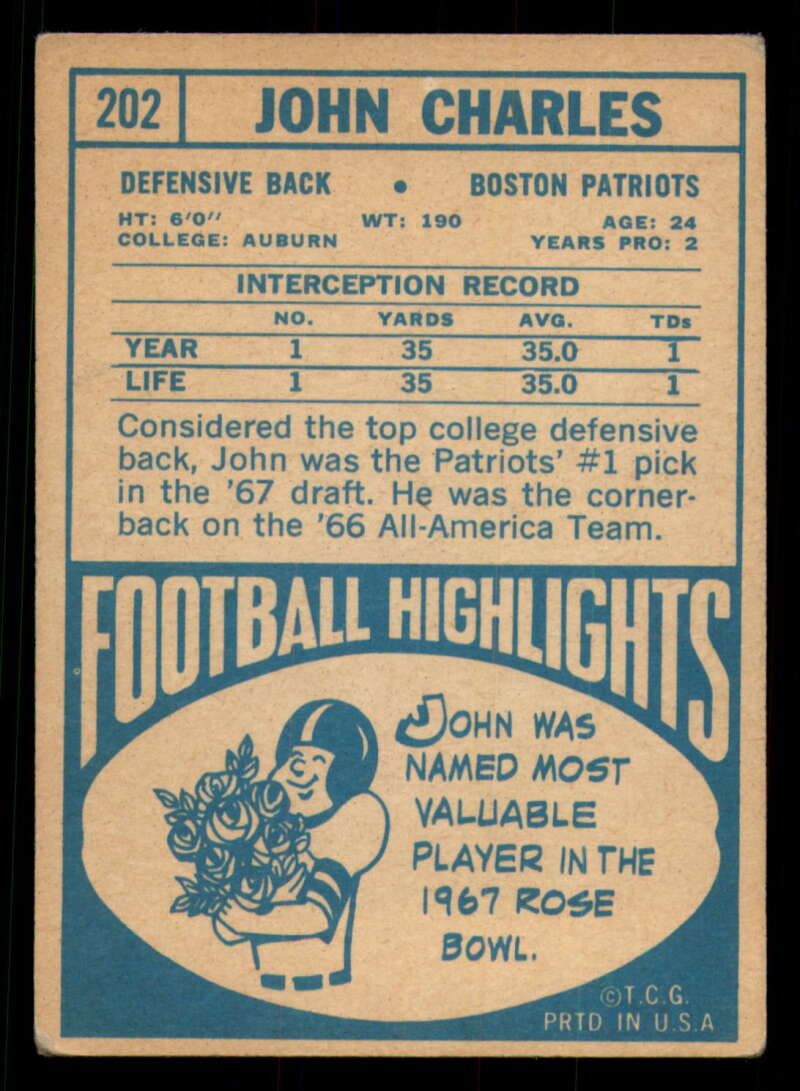 202 JOHN CHARLES
DEFENSIVE BACK • BOSTON PATRIOTS
HT: 6'0'' WT: 190 AGE: 24
COLLEGE: AUBURN YEARS PRO: 2
INTERCEPTION RECORD
NO. YARDS AVG. TDs
YEAR 1 35 35.0 1
LIFE 1 35 35.0 1
Considered the top college defensive
back, John was the Patriots' #1 pick
in the '67 draft. He was the corner-
back on the '66 All-America Team.
FOOTBALL HIGHLIGHTS
JOHN WAS
NAMED MOST
VALUABLE
PLAYER IN THE
1967 ROSE
BOWL.
©T.C.G.
PRTD IN U.S.A